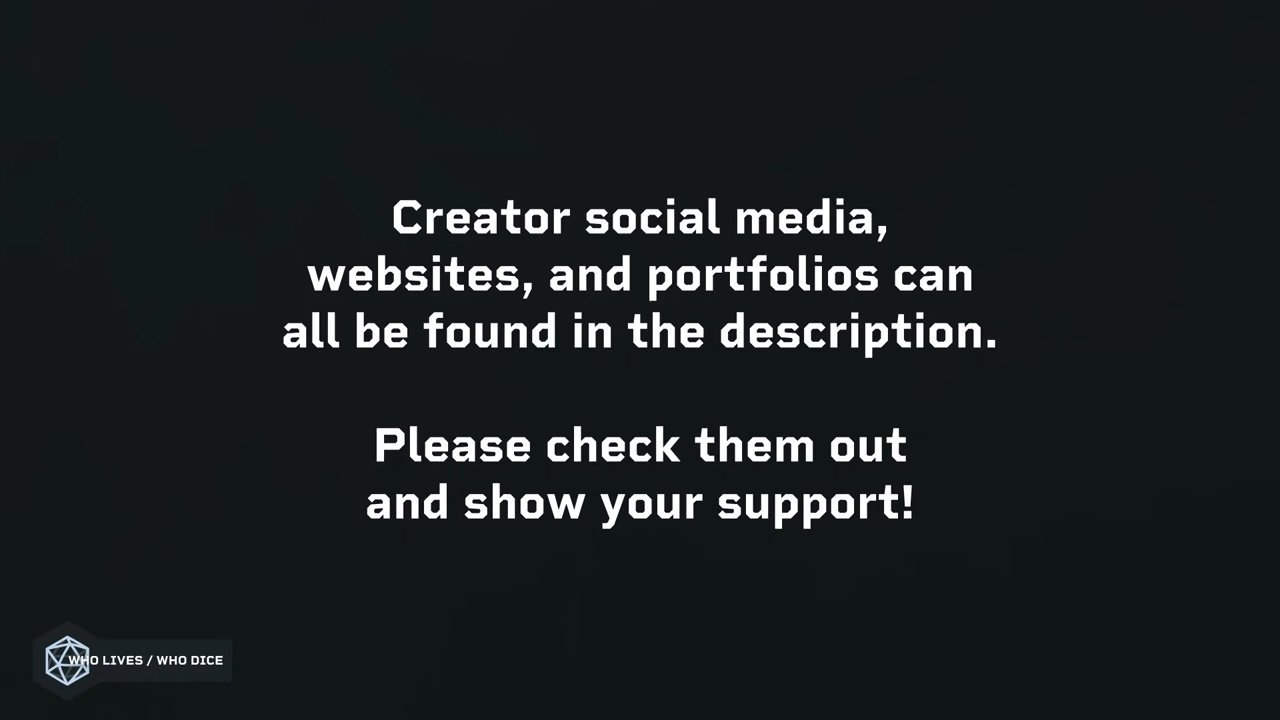 Creator social media,
websites, and portfolios can
all be found in the description.
Please check them out
and show your support!
WHO LIVES / WHO DICE